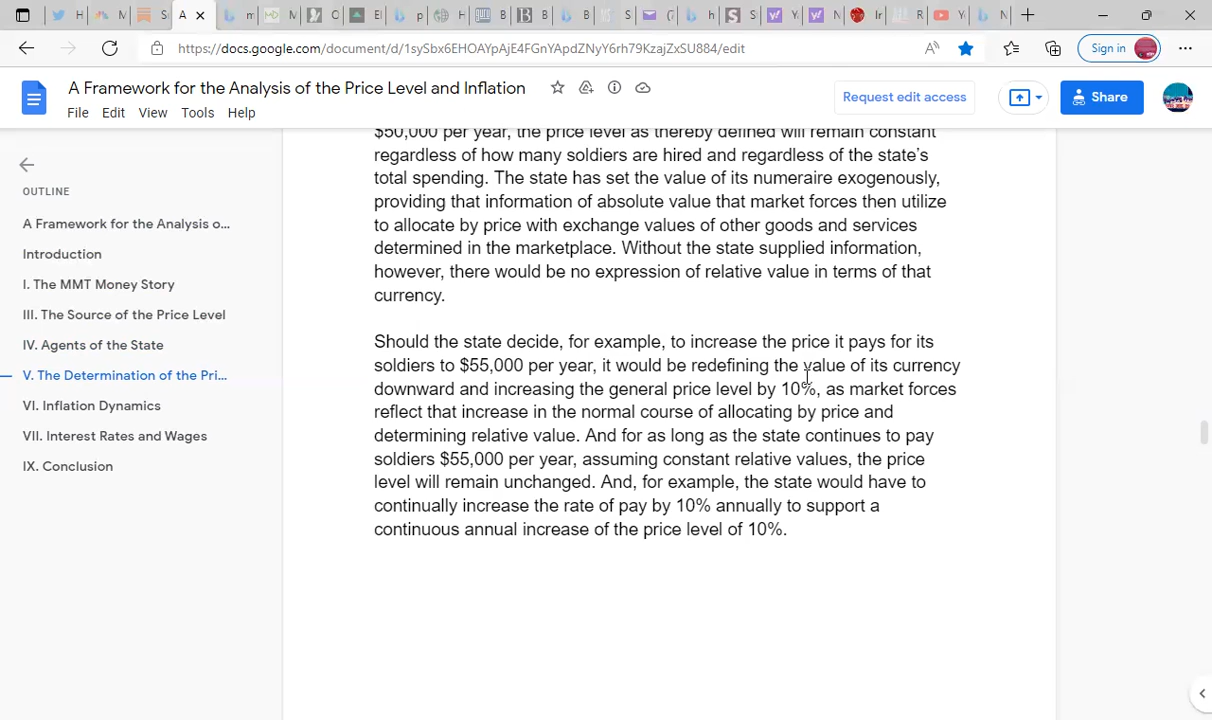 H
M
S
A
m
M
O
El
p
H
B
B
B
S
(
h
S
Y
N
Ir
R
Y
N
https://docs.google.com/document/d/1sySbx6EHOAYpAjE4FGnYApdZNyY6rh79KzajZxSU884/edit
Sign in
A Framework for the Analysis of the Price Level and Inflation
File Edit View Tools Help
Request edit access
Share
OUTLINE
A Framework for the Analysis o...
Introduction
I. The MMT Money Story
III. The Source of the Price Level
IV. Agents of the State
V. The Determination of the Pri...
VI. Inflation Dynamics
VII. Interest Rates and Wages
IX. Conclusion
$50,000 per year, the price level as thereby defined will remain constant
regardless of how many soldiers are hired and regardless of the state's
total spending. The state has set the value of its numeraire exogenously,
providing that information of absolute value that market forces then utilize
to allocate by price with exchange values of other goods and services
determined in the marketplace. Without the state supplied information,
however, there would be no expression of relative value in terms of that
currency.
Should the state decide, for example, to increase the price it pays for its
soldiers to $55,000 per year, it would be redefining the value of its currency
downward and increasing the general price level by 10%, as market forces
reflect that increase in the normal course of allocating by price and
determining relative value. And for as long as the state continues to pay
soldiers $55,000 per year, assuming constant relative values, the price
level will remain unchanged. And, for example, the state would have to
continually increase the rate of pay by 10% annually to support a
continuous annual increase of the price level of 10%.